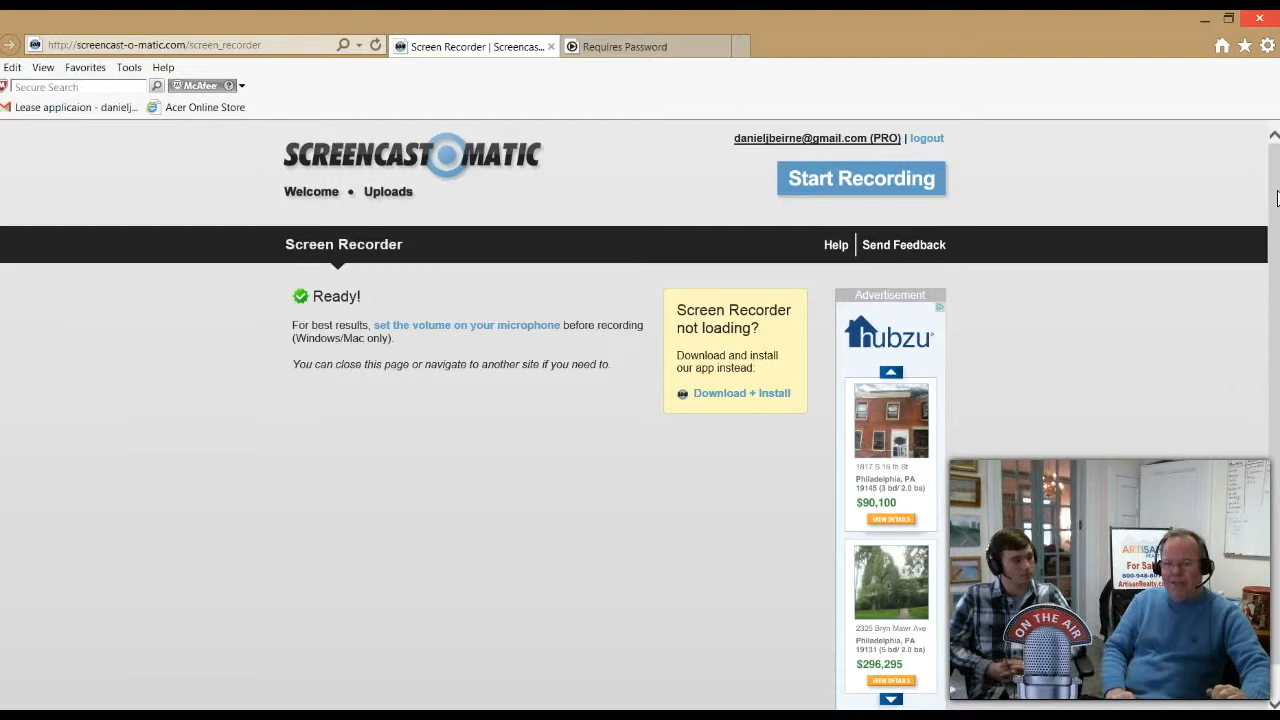 http://screencast-o-matic.com/screen_recorder
Screen Recorder | Screencas...
Requires Password
Edit View Favorites Tools Help
Secure Search
McAfee
Lease applicaion - danielj...
Acer Online Store
SCREENCAST O MATIC
danieljbeirne@gmail.com (PRO) | logout
Start Recording
Welcome • Uploads
Screen Recorder
Help
Send Feedback
Ready!
For best results, set the volume on your microphone before recording
(Windows/Mac only).
You can close this page or navigate to another site if you need to.
Screen Recorder
not loading?
Download and install
our app instead:
Download + Install
Advertisement
hubzu
1817 S 16 th St
Philadelphia, PA
19145 (3 bd/ 2.0 ba)
$90,100
VIEW DETAILS
2325 Bryn Mawr Ave
Philadelphia, PA
19131 (5 bd/ 2.0 ba)
$296,295
VIEW DETAILS
For Sal
ArtisanRealty.c
ON THE AIR